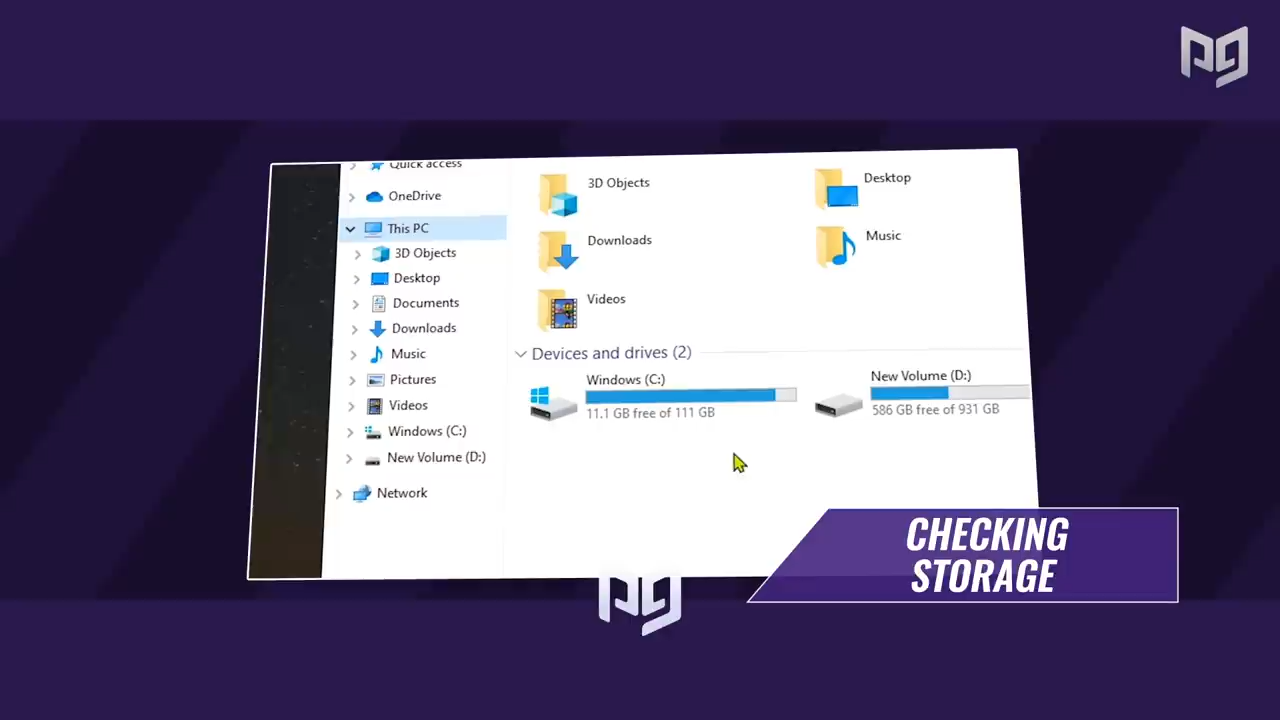 PG
Quick access
OneDrive
This PC
3D Objects
Desktop
Documents
Downloads
Music
Pictures
Videos
Windows (C:)
New Volume (D:)
Network
3D Objects
Desktop
Downloads
Music
Videos
Devices and drives (2)
Windows (C:)
11.1 GB free of 111 GB
New Volume (D:)
586 GB free of 931 GB
CHECKING
STORAGE
PG